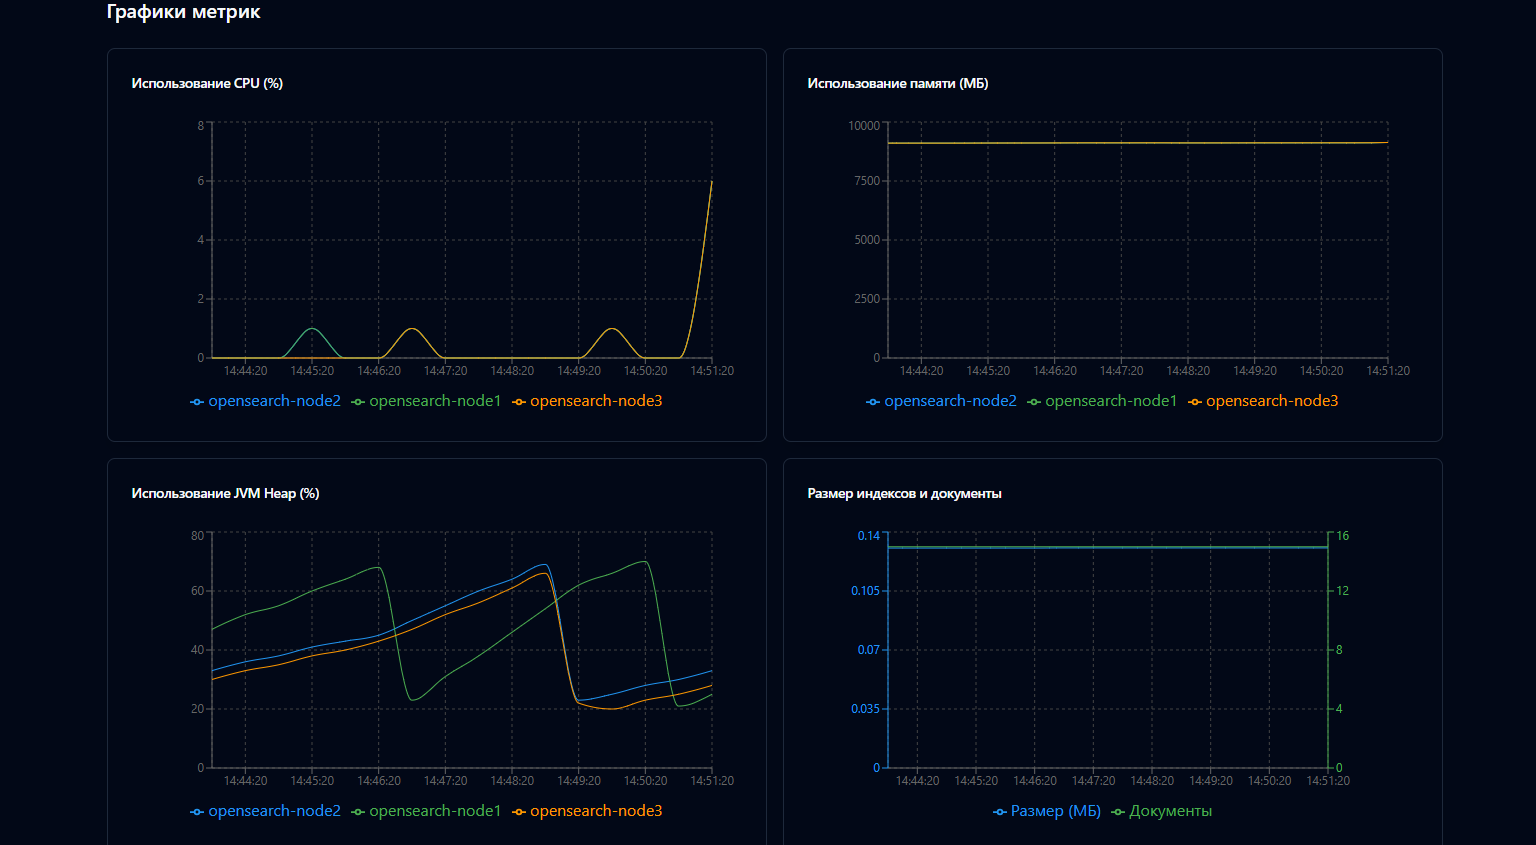 Графики метрик
Использование CPU (%)
8
6
4
2
0
14:44:20 14:45:20 14:46:20 14:47:20 14:48:20 14:49:20 14:50:20 14:51:20
opensearch-node2 opensearch-node1 opensearch-node3
Использование памяти (МБ)
10000
7500
5000
2500
0
14:44:20 14:45:20 14:46:20 14:47:20 14:48:20 14:49:20 14:50:20 14:51:20
opensearch-node2 opensearch-node1 opensearch-node3
Использование JVM Heap (%)
80
60
40
20
0
14:44:20 14:45:20 14:46:20 14:47:20 14:48:20 14:49:20 14:50:20 14:51:20
opensearch-node2 opensearch-node1 opensearch-node3
Размер индексов и документы
0.14 16
0.105 12
0.07 8
0.035 4
0 0
14:44:20 14:45:20 14:46:20 14:47:20 14:48:20 14:49:20 14:50:20 14:51:20
Размер (МБ) Документы